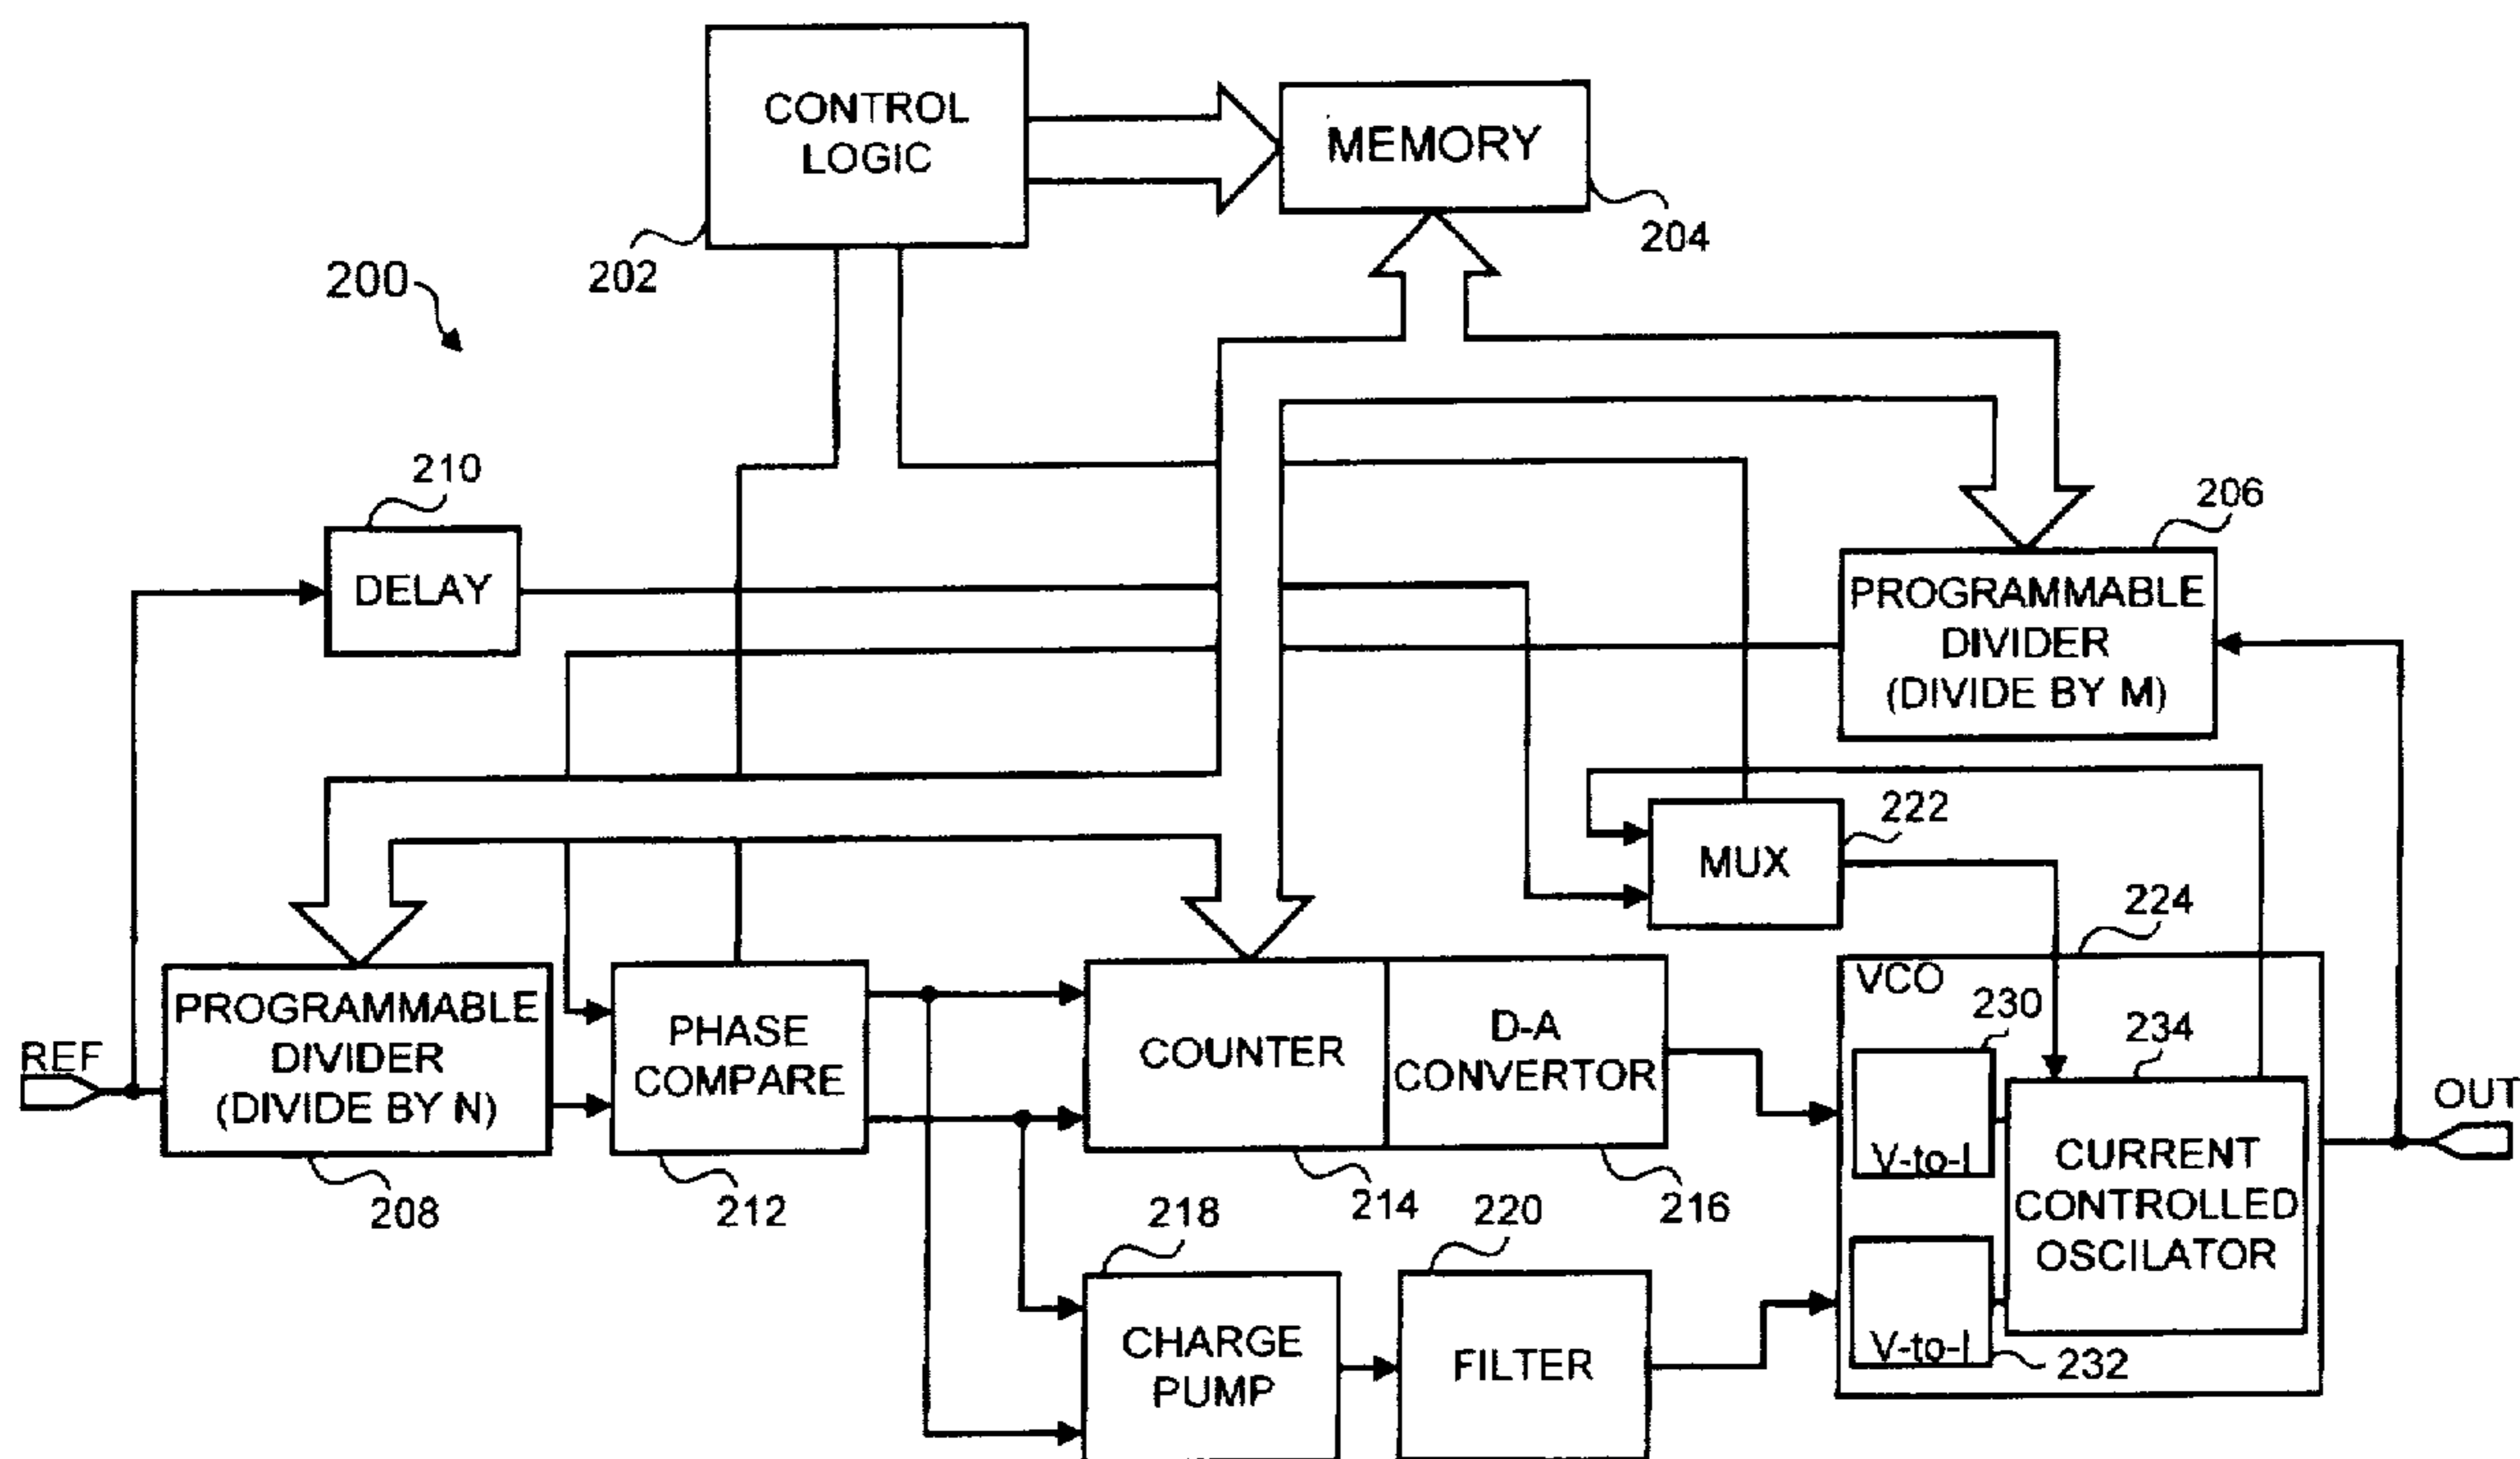 CONTROL
LOGIC
MEMORY
202
204
200
210
206
DELAY
PROGRAMMABLE
DIVIDER
(DIVIDE BY M)
222
MUX
224
PROGRAMMABLE
DIVIDER
(DIVIDE BY N)
REF
PHASE
COMPARE
COUNTER
D-A
CONVERTOR
VCO
230
234
V-to-I
CURRENT
CONTROLLED
OSCILATOR
OUT
208
212
214
216
218
220
CHARGE
PUMP
FILTER
V-to-I
232